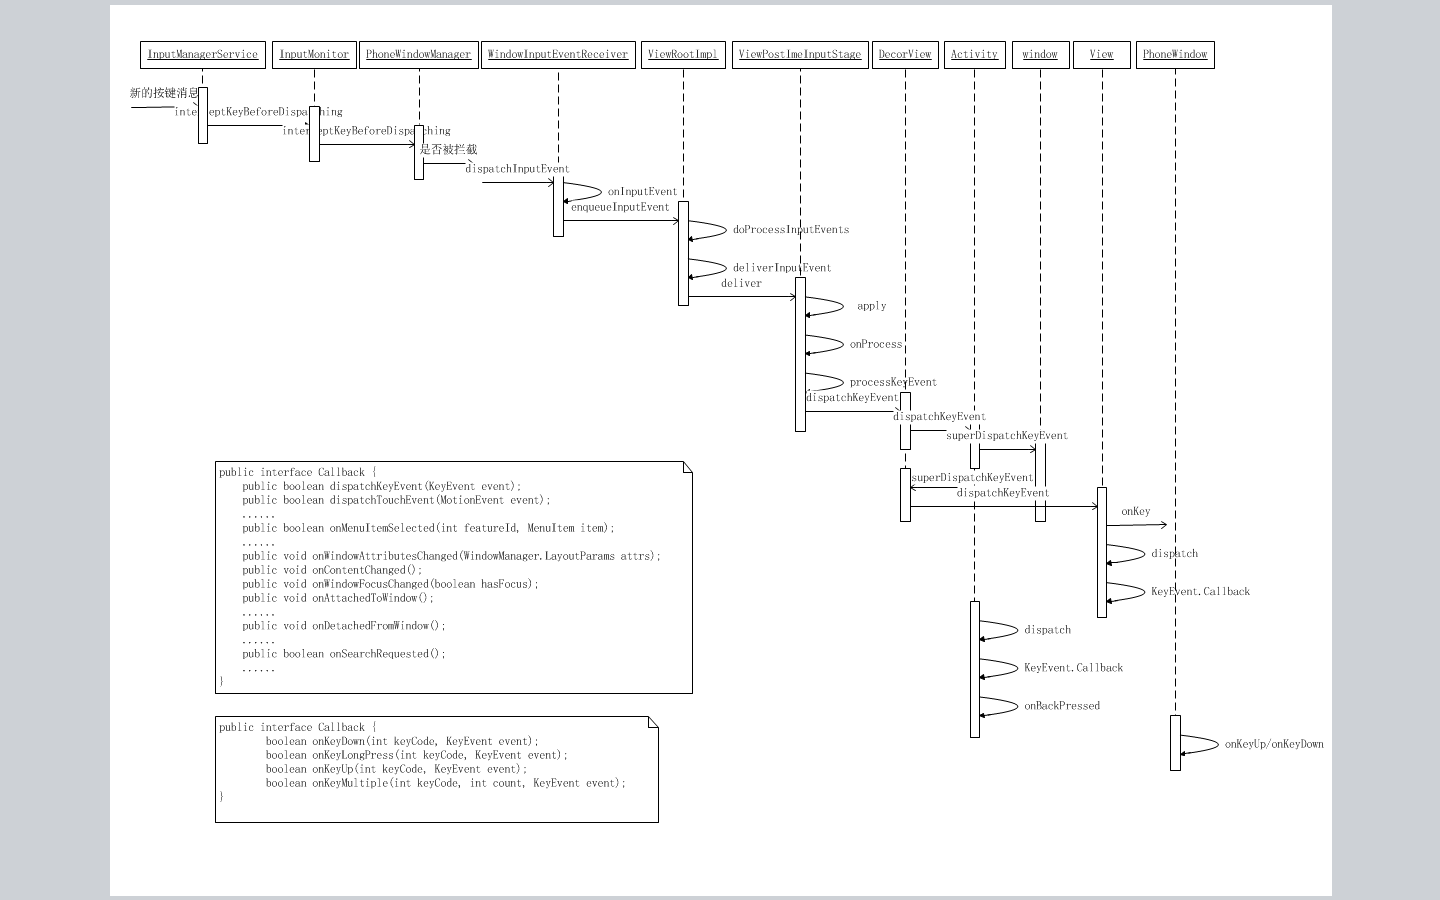 InputManagerService
InputMonitor
PhoneWindowManager
WindowInputEventReceiver
ViewRootImpl
ViewPostImeInputStage
DecorView
Activity
window
View
PhoneWindow
新的按键消息
interceptKeyBeforeDispatching
interceptKeyBeforeDispatching
是否被拦截
dispatchInputEvent
onInputEvent
enqueueInputEvent
doProcessInputEvents
deliverInputEvent
deliver
apply
onProcess
processKeyEvent
dispatchKeyEvent
dispatchKeyEvent
superDispatchKeyEvent
superDispatchKeyEvent
dispatchKeyEvent
onKey
dispatch
KeyEvent.Callback
dispatch
KeyEvent.Callback
onBackPressed
onKeyUp/onKeyDown
public interface Callback {
public boolean dispatchKeyEvent(KeyEvent event);
public boolean dispatchTouchEvent(MotionEvent event);
......
public boolean onMenuItemSelected(int featureId, MenuItem item);
......
public void onWindowAttributesChanged(WindowManager.LayoutParams attrs);
public void onContentChanged();
public void onWindowFocusChanged(boolean hasFocus);
public void onAttachedToWindow();
......
public void onDetachedFromWindow();
......
public boolean onSearchRequested();
......
}
public interface Callback {
boolean onKeyDown(int keyCode, KeyEvent event);
boolean onKeyLongPress(int keyCode, KeyEvent event);
boolean onKeyUp(int keyCode, KeyEvent event);
boolean onKeyMultiple(int keyCode, int count, KeyEvent event);
}